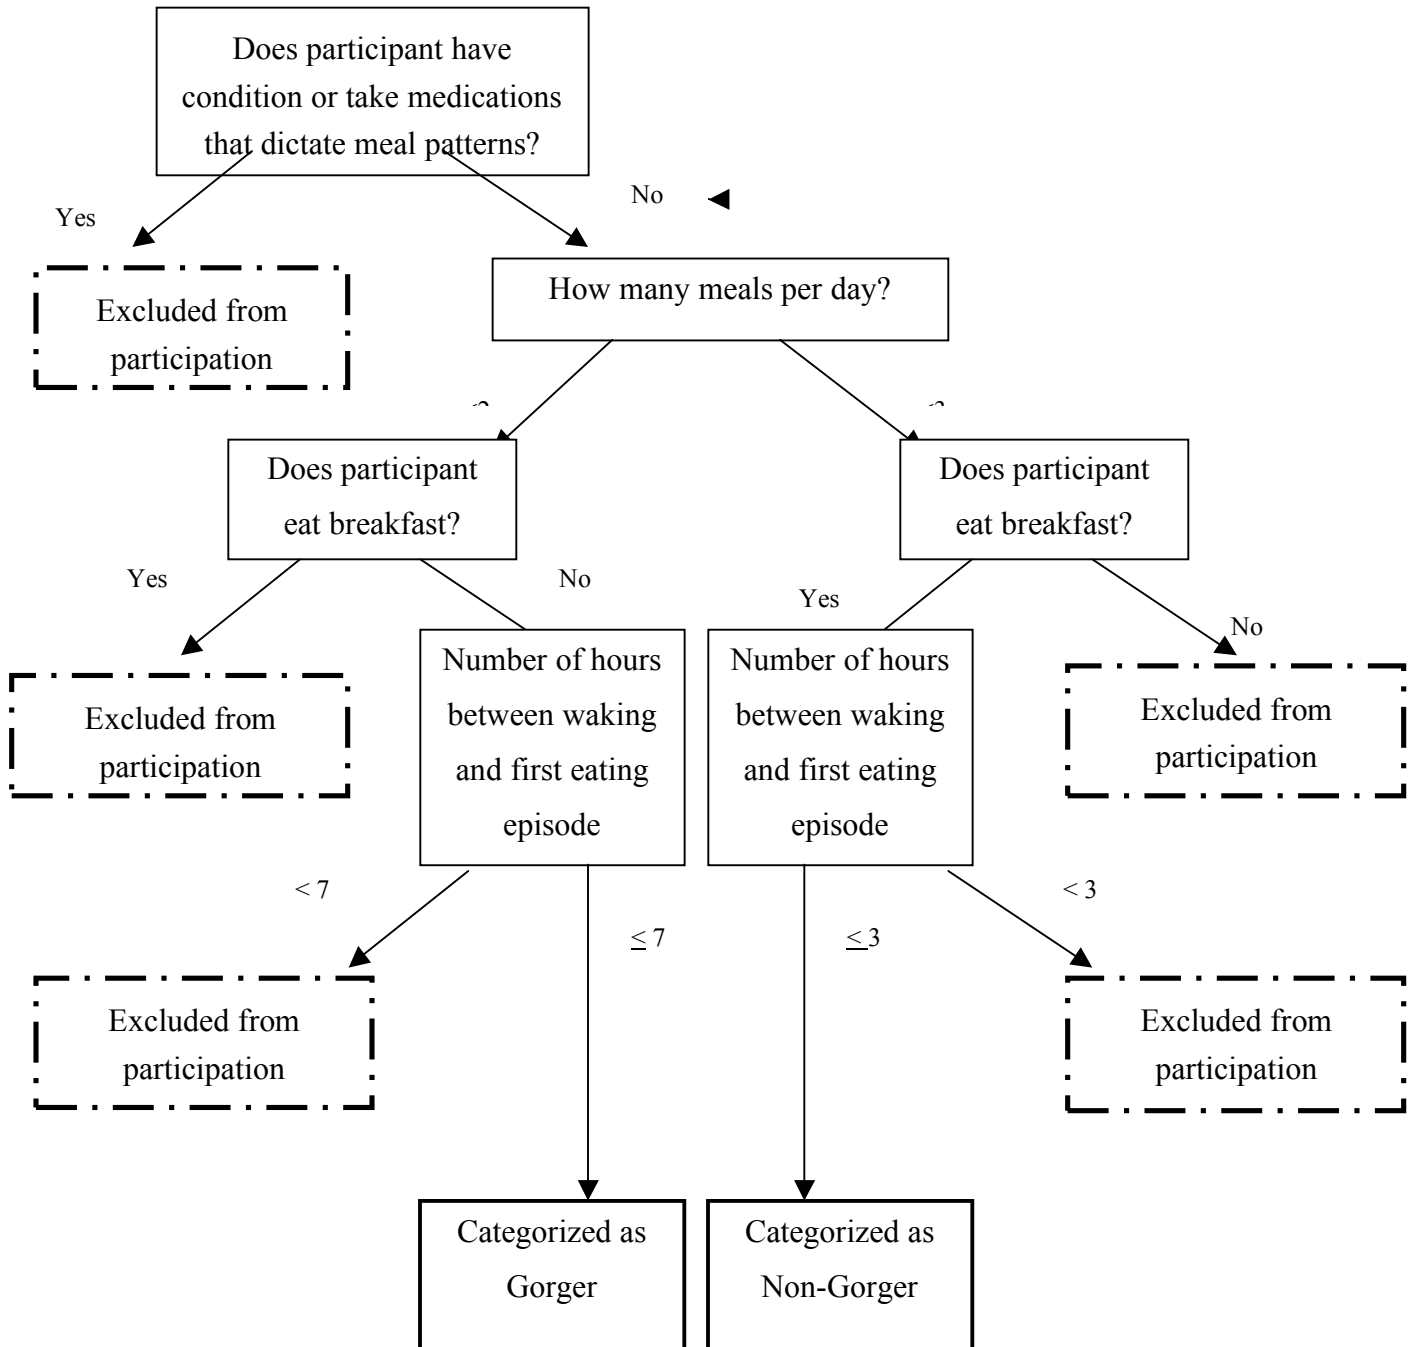 Does participant have
condition or take medications
that dictate meal patterns?
Yes
No
Excluded from
participation
How many meals per day?
Does participant
eat breakfast?
Does participant
eat breakfast?
Yes
No
Yes
No
Excluded from
participation
Number of hours
between waking
and first eating
episode
Number of hours
between waking
and first eating
episode
Excluded from
participation
< 7
≤ 7
≤ 3
< 3
Excluded from
participation
Excluded from
participation
Categorized as
Gorger
Categorized as
Non-Gorger